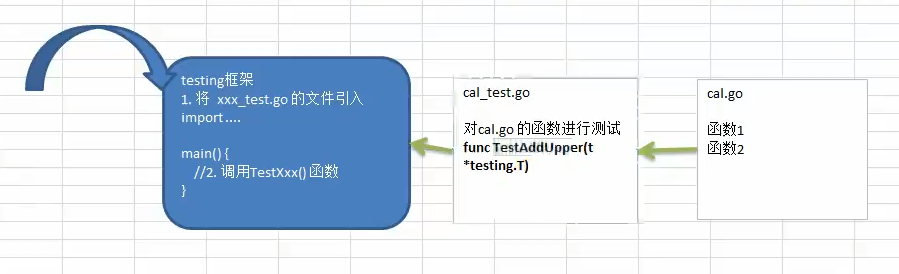 testing框架
1. 将 xxx_test.go 的文件引入
import ....
main() {
//2. 调用TestXxx() 函数
}
cal_test.go
对cal.go 的函数进行测试
func TestAddUpper(t
*testing.T)
cal.go
函数1
函数2